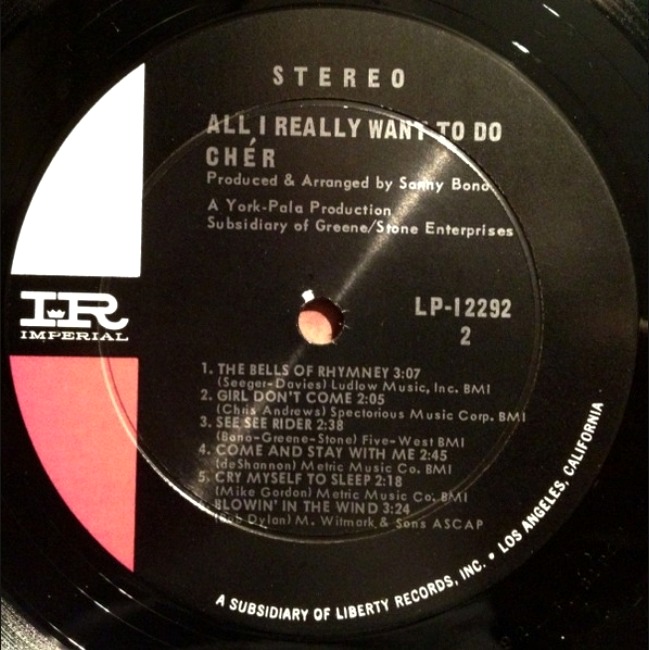 STEREO
ALL I REALLY WANT TO DO
CHÉR
Produced & Arranged by Sonny Bono
A York-Pala Production
Subsidiary of Greene/Stone Enterprises
LP-12292
2
IR
IMPERIAL
1. THE BELLS OF RHYMNEY 3:07
(Seeger-Davies) Ludlow Music, Inc. BMI
2. GIRL DON'T COME 2:05
(Chris Andrews) Spectorious Music Corp. BMI
3. SEE SEE RIDER 2:38
(Bono-Greene-Stone) Five-West BMI
4. COME AND STAY WITH ME 2:45
(deShannon) Metric Music Co. BMI
5. CRY MYSELF TO SLEEP 2:18
(Mike Gordon) Metric Music Co. BMI
BLOWIN' IN THE WIND 3:24
(Bob Dylan) M. Witmark & Sons ASCAP
A SUBSIDIARY OF LIBERTY RECORDS, INC. • LOS ANGELES, CALIFORNIA